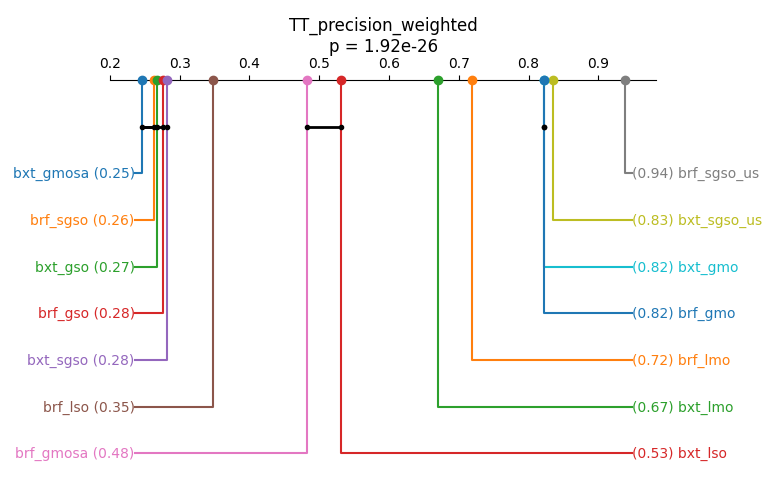 TT_precision_weighted
p = 1.92e-26
0.2 0.3 0.4 0.5 0.6 0.7 0.8 0.9
bxt_gmosa (0.25) (0.94) brf_sgso_us
brf_sgso (0.26) (0.83) bxt_sgso_us
bxt_gso (0.27) (0.82) bxt_gmo
brf_gso (0.28) (0.82) brf_gmo
bxt_sgso (0.28) (0.72) brf_lmo
brf_lso (0.35) (0.67) bxt_lmo
brf_gmosa (0.48) (0.53) bxt_lso